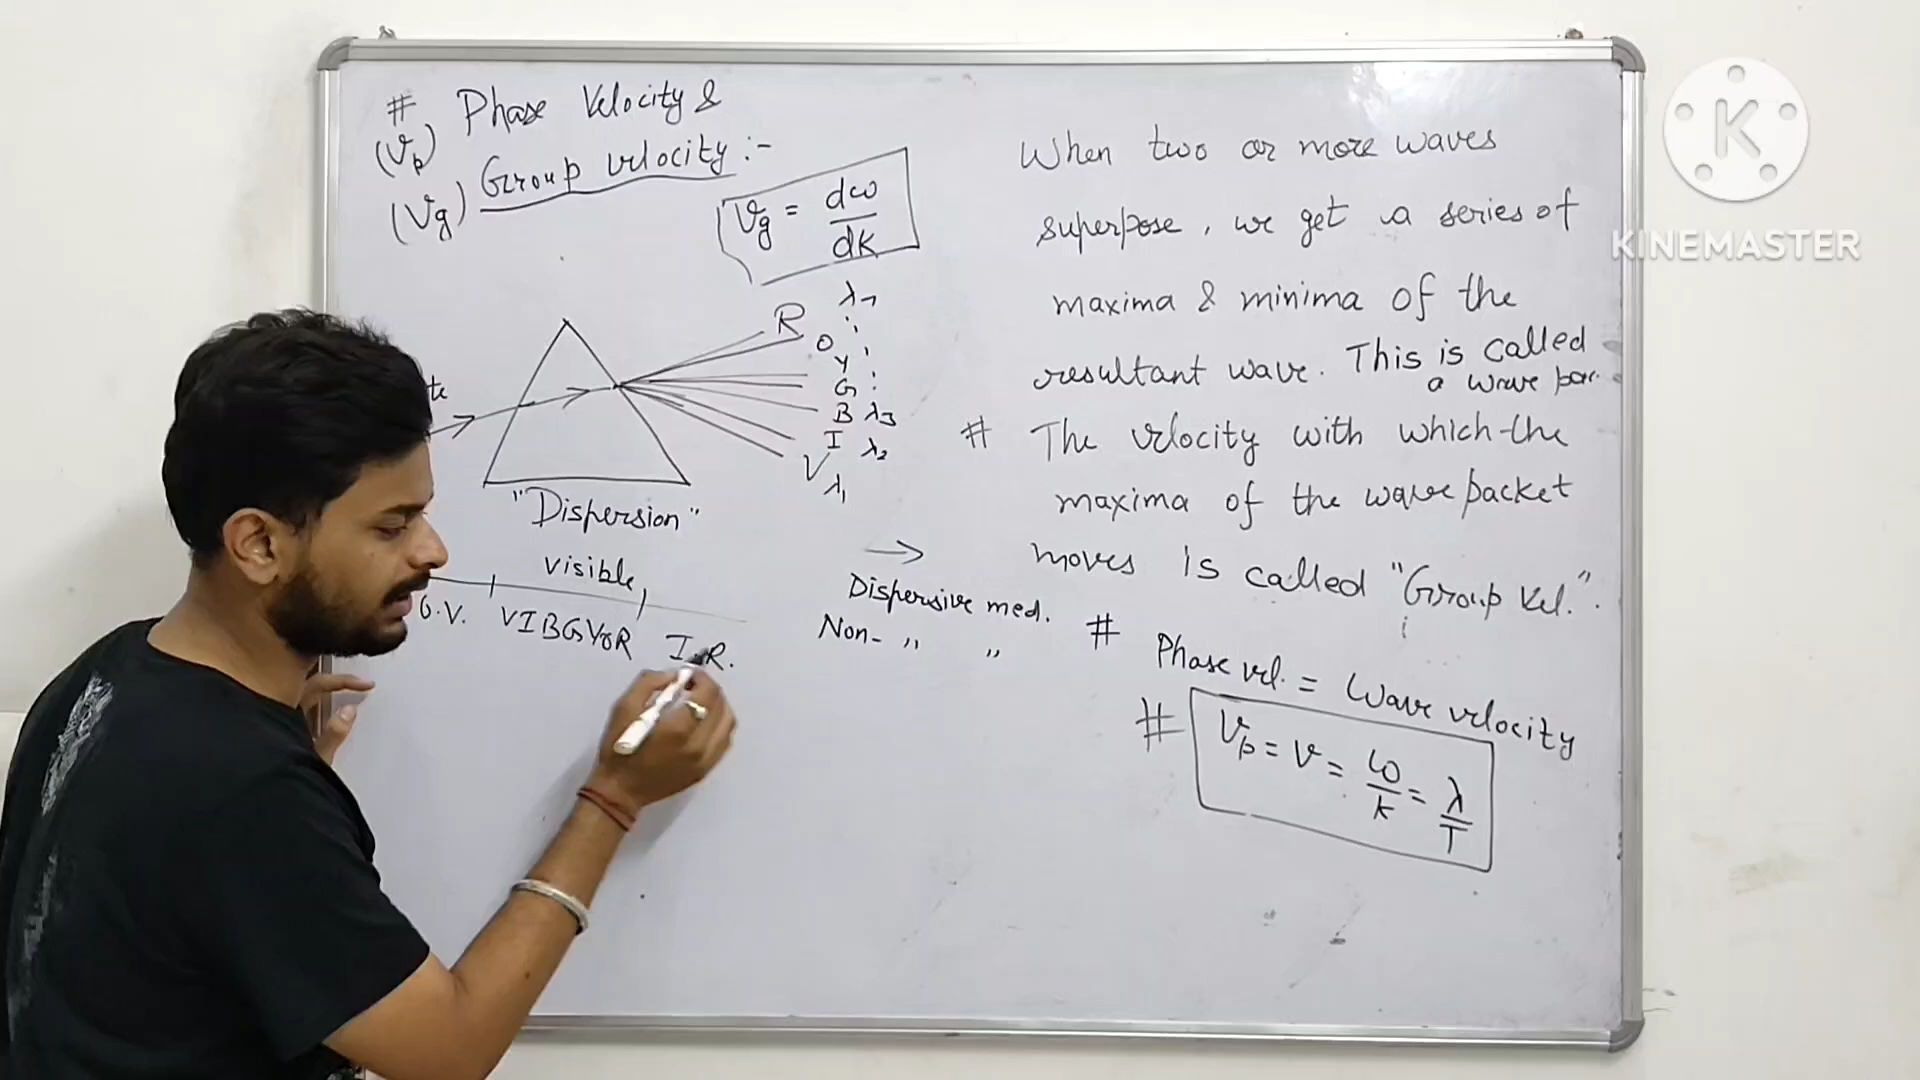 # Phase Velocity &
(Vp)
(Vg) Group velocity :-
Vg = dω/dk
R λ7
O
Y
G
B λ3
I λ2
V λ1
"Dispersion"
visible
VIBGYOR
I.R.
→
Dispersive med.
Non- " "
When two or more waves
superpose, we get a series of
maxima & minima of the
resultant wave. This is called
a wave pac.
# The velocity with which the
maxima of the wave packet
moves is called "Group Vel.".
# Phase vel. = Wave velocity
# Vp = v = ω/k = λ/T
K
KINEMASTER